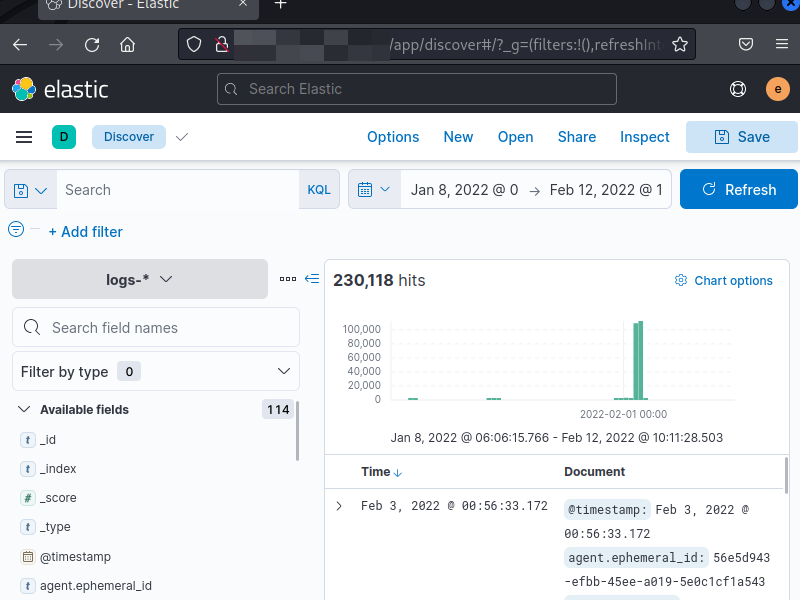 Discover - Elastic
/app/discover#/?_g=(filters:!(),refreshInt
elastic
Search Elastic
e
D
Discover
Options
New
Open
Share
Inspect
Save
Search
KQL
Jan 8, 2022 @ 0 → Feb 12, 2022 @ 1
Refresh
+ Add filter
logs-*
230,118 hits
Chart options
Search field names
Filter by type 0
Available fields 114
t _id
t _index
# _score
t _type
@timestamp
t agent.ephemeral_id
100,000
80,000
60,000
40,000
20,000
0
2022-02-01 00:00
Jan 8, 2022 @ 06:06:15.766 - Feb 12, 2022 @ 10:11:28.503
Time Document
Feb 3, 2022 @ 00:56:33.172
@timestamp: Feb 3, 2022 @
00:56:33.172
agent.ephemeral_id: 56e5d943
-efbb-45ee-a019-5e0c1cf1a543